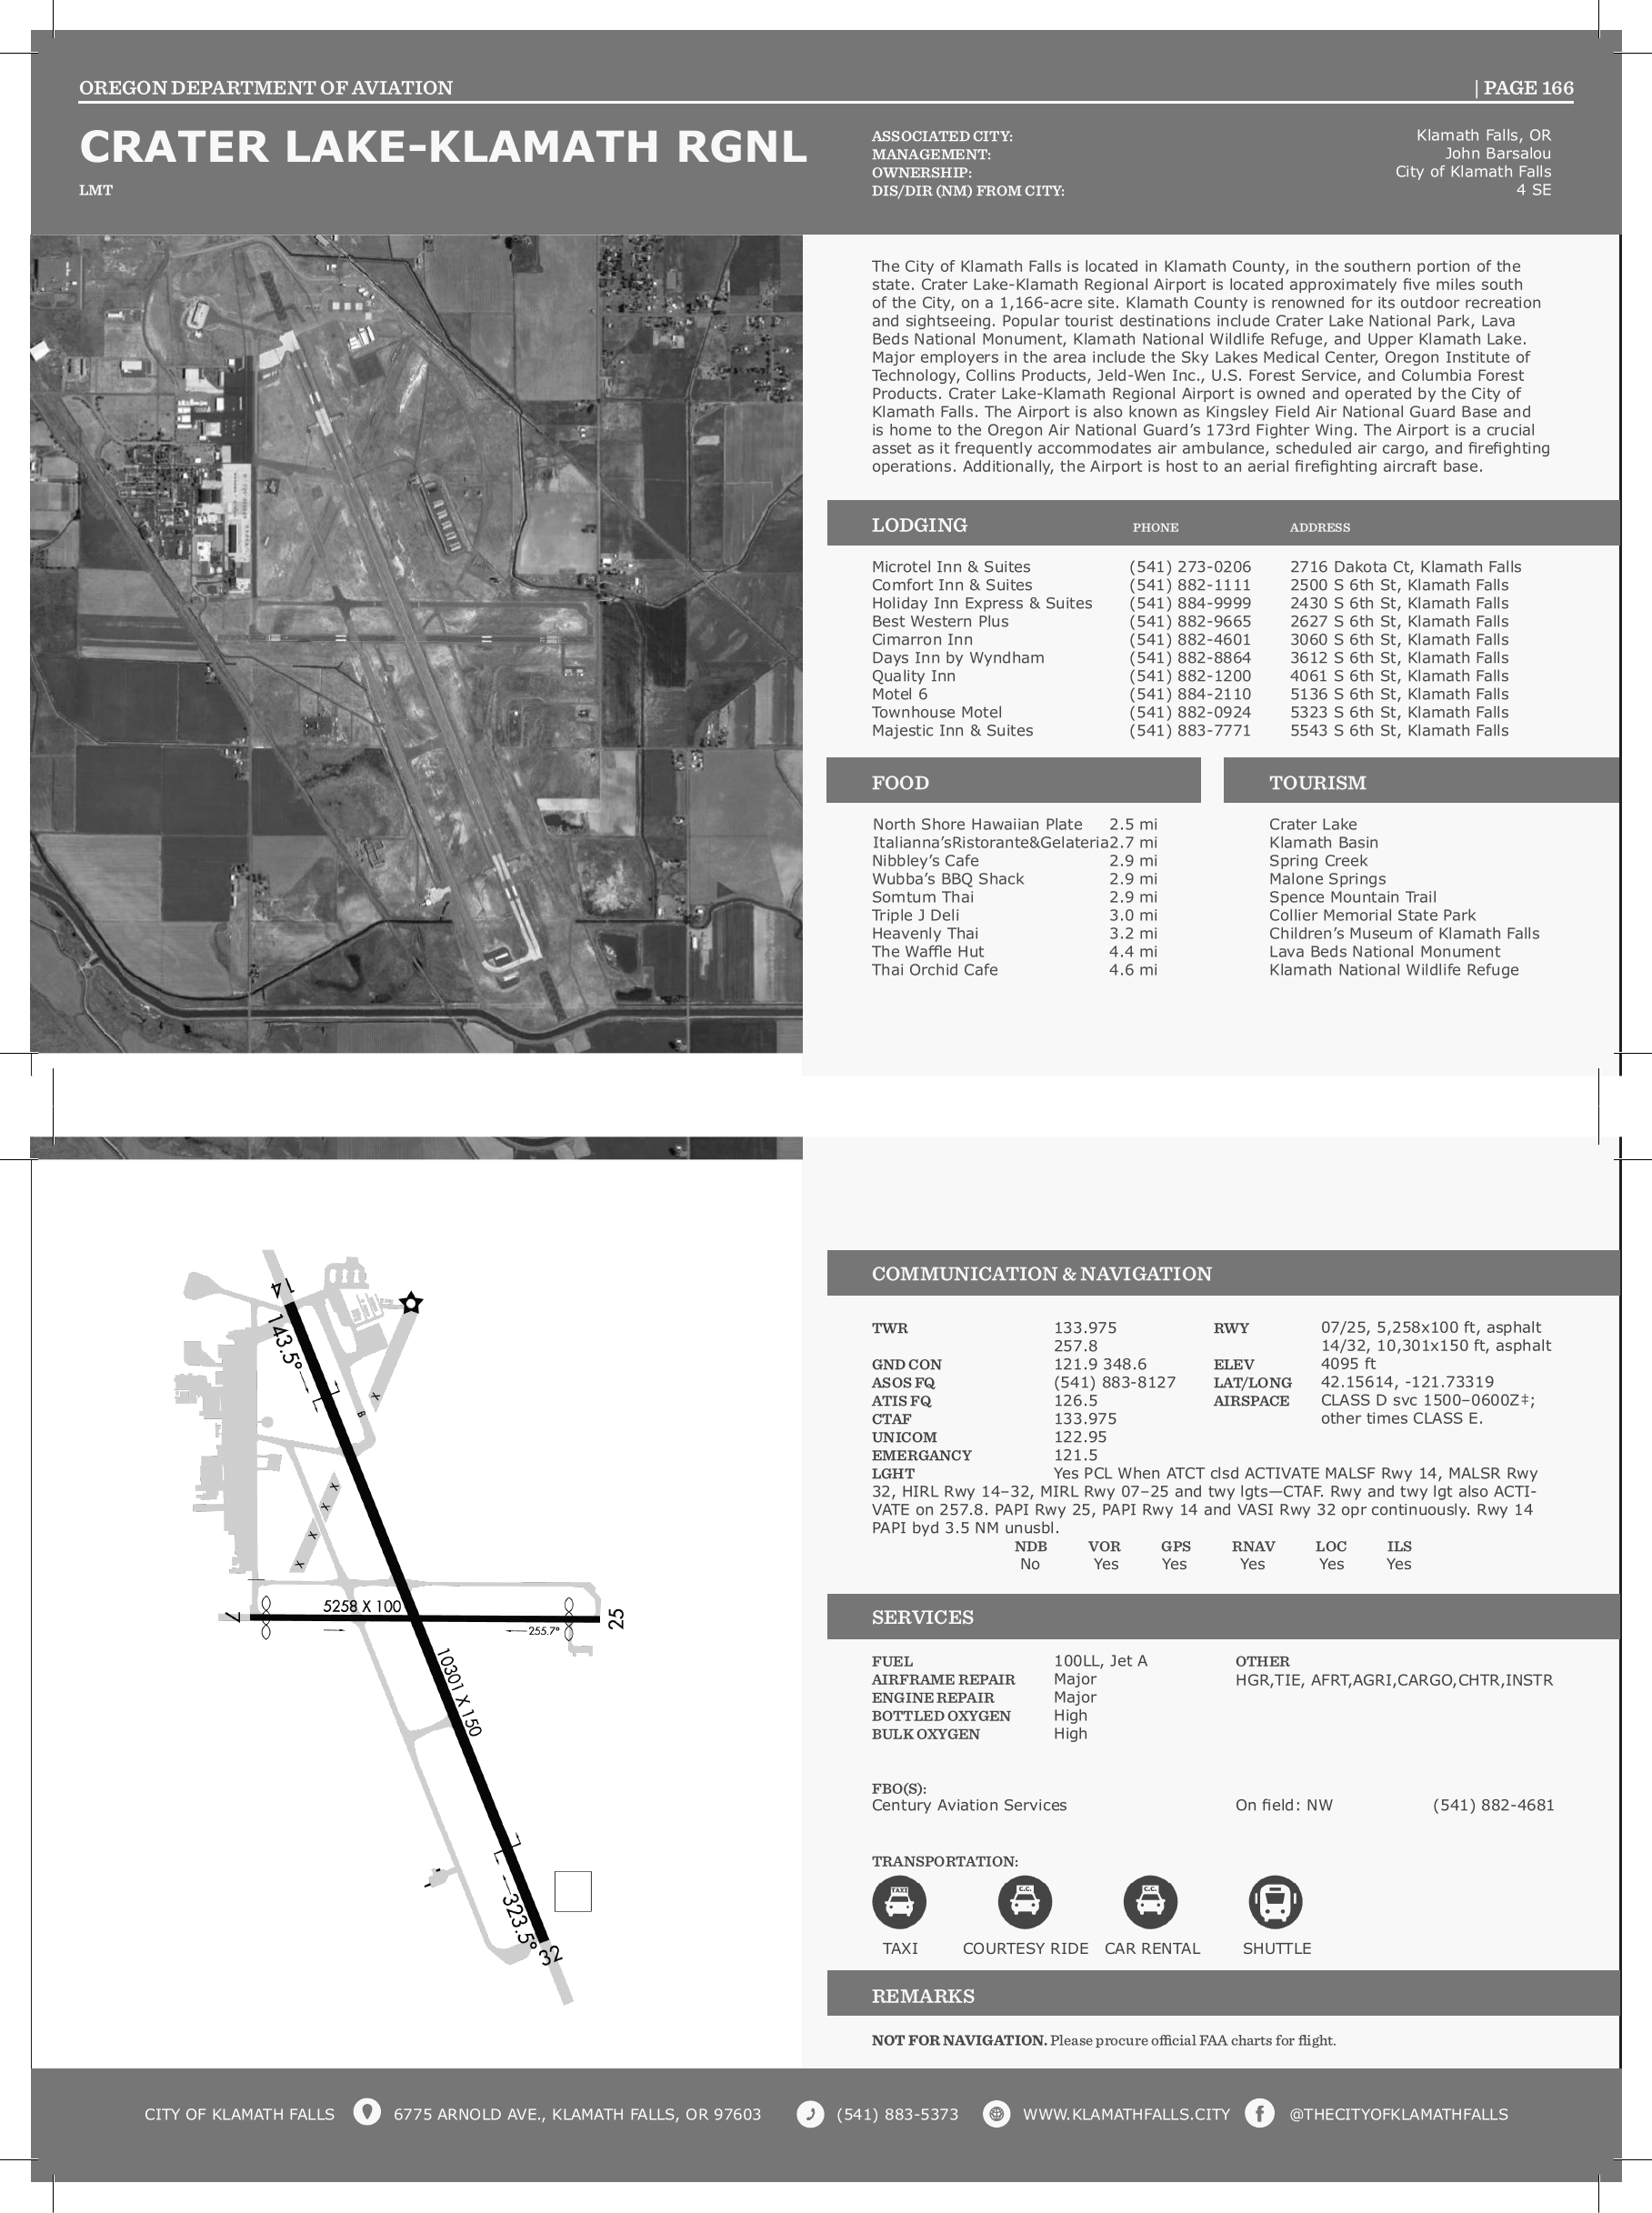 OREGON DEPARTMENT OF AVIATION
| PAGE 166
CRATER LAKE-KLAMATH RGNL
LMT
ASSOCIATED CITY: Klamath Falls, OR
MANAGEMENT: John Barsalou
OWNERSHIP: City of Klamath Falls
DIS/DIR (NM) FROM CITY: 4 SE
The City of Klamath Falls is located in Klamath County, in the southern portion of the
state. Crater Lake-Klamath Regional Airport is located approximately five miles south
of the City, on a 1,166-acre site. Klamath County is renowned for its outdoor recreation
and sightseeing. Popular tourist destinations include Crater Lake National Park, Lava
Beds National Monument, Klamath National Wildlife Refuge, and Upper Klamath Lake.
Major employers in the area include the Sky Lakes Medical Center, Oregon Institute of
Technology, Collins Products, Jeld-Wen Inc., U.S. Forest Service, and Columbia Forest
Products. Crater Lake-Klamath Regional Airport is owned and operated by the City of
Klamath Falls. The Airport is also known as Kingsley Field Air National Guard Base and
is home to the Oregon Air National Guard's 173rd Fighter Wing. The Airport is a crucial
asset as it frequently accommodates air ambulance, scheduled air cargo, and firefighting
operations. Additionally, the Airport is host to an aerial firefighting aircraft base.
LODGING PHONE ADDRESS
Microtel Inn & Suites (541) 273-0206 2716 Dakota Ct, Klamath Falls
Comfort Inn & Suites (541) 882-1111 2500 S 6th St, Klamath Falls
Holiday Inn Express & Suites (541) 884-9999 2430 S 6th St, Klamath Falls
Best Western Plus (541) 882-9665 2627 S 6th St, Klamath Falls
Cimarron Inn (541) 882-4601 3060 S 6th St, Klamath Falls
Days Inn by Wyndham (541) 882-8864 3612 S 6th St, Klamath Falls
Quality Inn (541) 882-1200 4061 S 6th St, Klamath Falls
Motel 6 (541) 884-2110 5136 S 6th St, Klamath Falls
Townhouse Motel (541) 882-0924 5323 S 6th St, Klamath Falls
Majestic Inn & Suites (541) 883-7771 5543 S 6th St, Klamath Falls
FOOD
North Shore Hawaiian Plate 2.5 mi
Italianna'sRistorante&Gelateria2.7 mi
Nibbley's Cafe 2.9 mi
Wubba's BBQ Shack 2.9 mi
Somtum Thai 2.9 mi
Triple J Deli 3.0 mi
Heavenly Thai 3.2 mi
The Waffle Hut 4.4 mi
Thai Orchid Cafe 4.6 mi
TOURISM
Crater Lake
Klamath Basin
Spring Creek
Malone Springs
Spence Mountain Trail
Collier Memorial State Park
Children's Museum of Klamath Falls
Lava Beds National Monument
Klamath National Wildlife Refuge
14
143.5°
X
B
X
X
X
X
7
5258 X 100
255.7°
25
10301 X 150
323.5°
32
COMMUNICATION & NAVIGATION
TWR 133.975
257.8
GND CON 121.9 348.6
ASOS FQ (541) 883-8127
ATIS FQ 126.5
CTAF 133.975
UNICOM 122.95
EMERGANCY 121.5
RWY 07/25, 5,258x100 ft, asphalt
14/32, 10,301x150 ft, asphalt
ELEV 4095 ft
LAT/LONG 42.15614, -121.73319
AIRSPACE CLASS D svc 1500–0600Z‡;
other times CLASS E.
LGHT Yes PCL When ATCT clsd ACTIVATE MALSF Rwy 14, MALSR Rwy
32, HIRL Rwy 14–32, MIRL Rwy 07–25 and twy lgts—CTAF. Rwy and twy lgt also ACTI-
VATE on 257.8. PAPI Rwy 25, PAPI Rwy 14 and VASI Rwy 32 opr continuously. Rwy 14
PAPI byd 3.5 NM unusbl.
NDB VOR GPS RNAV LOC ILS
No Yes Yes Yes Yes Yes
SERVICES
FUEL 100LL, Jet A
AIRFRAME REPAIR Major
ENGINE REPAIR Major
BOTTLED OXYGEN High
BULK OXYGEN High
OTHER
HGR,TIE, AFRT,AGRI,CARGO,CHTR,INSTR
FBO(S):
Century Aviation Services On field: NW (541) 882-4681
TRANSPORTATION:
TAXI C.C. C.C.
TAXI COURTESY RIDE CAR RENTAL SHUTTLE
REMARKS
NOT FOR NAVIGATION. Please procure official FAA charts for flight.
CITY OF KLAMATH FALLS 6775 ARNOLD AVE., KLAMATH FALLS, OR 97603 (541) 883-5373 WWW.KLAMATHFALLS.CITY @THECITYOFKLAMATHFALLS